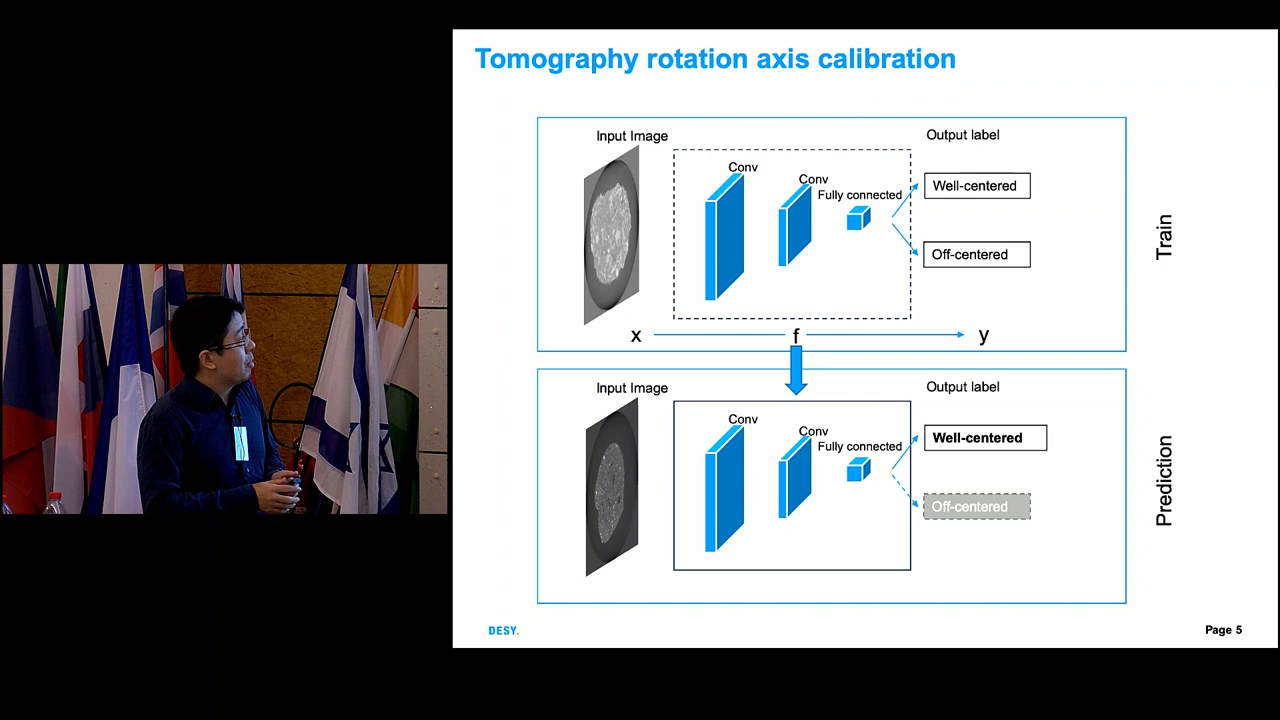 Tomography rotation axis calibration
Input Image
Output label
Conv
Conv
Fully connected
Well-centered
Off-centered
x
f
y
Train
Input Image
Output label
Conv
Conv
Fully connected
Well-centered
Off-centered
Prediction
DESY.
Page 5